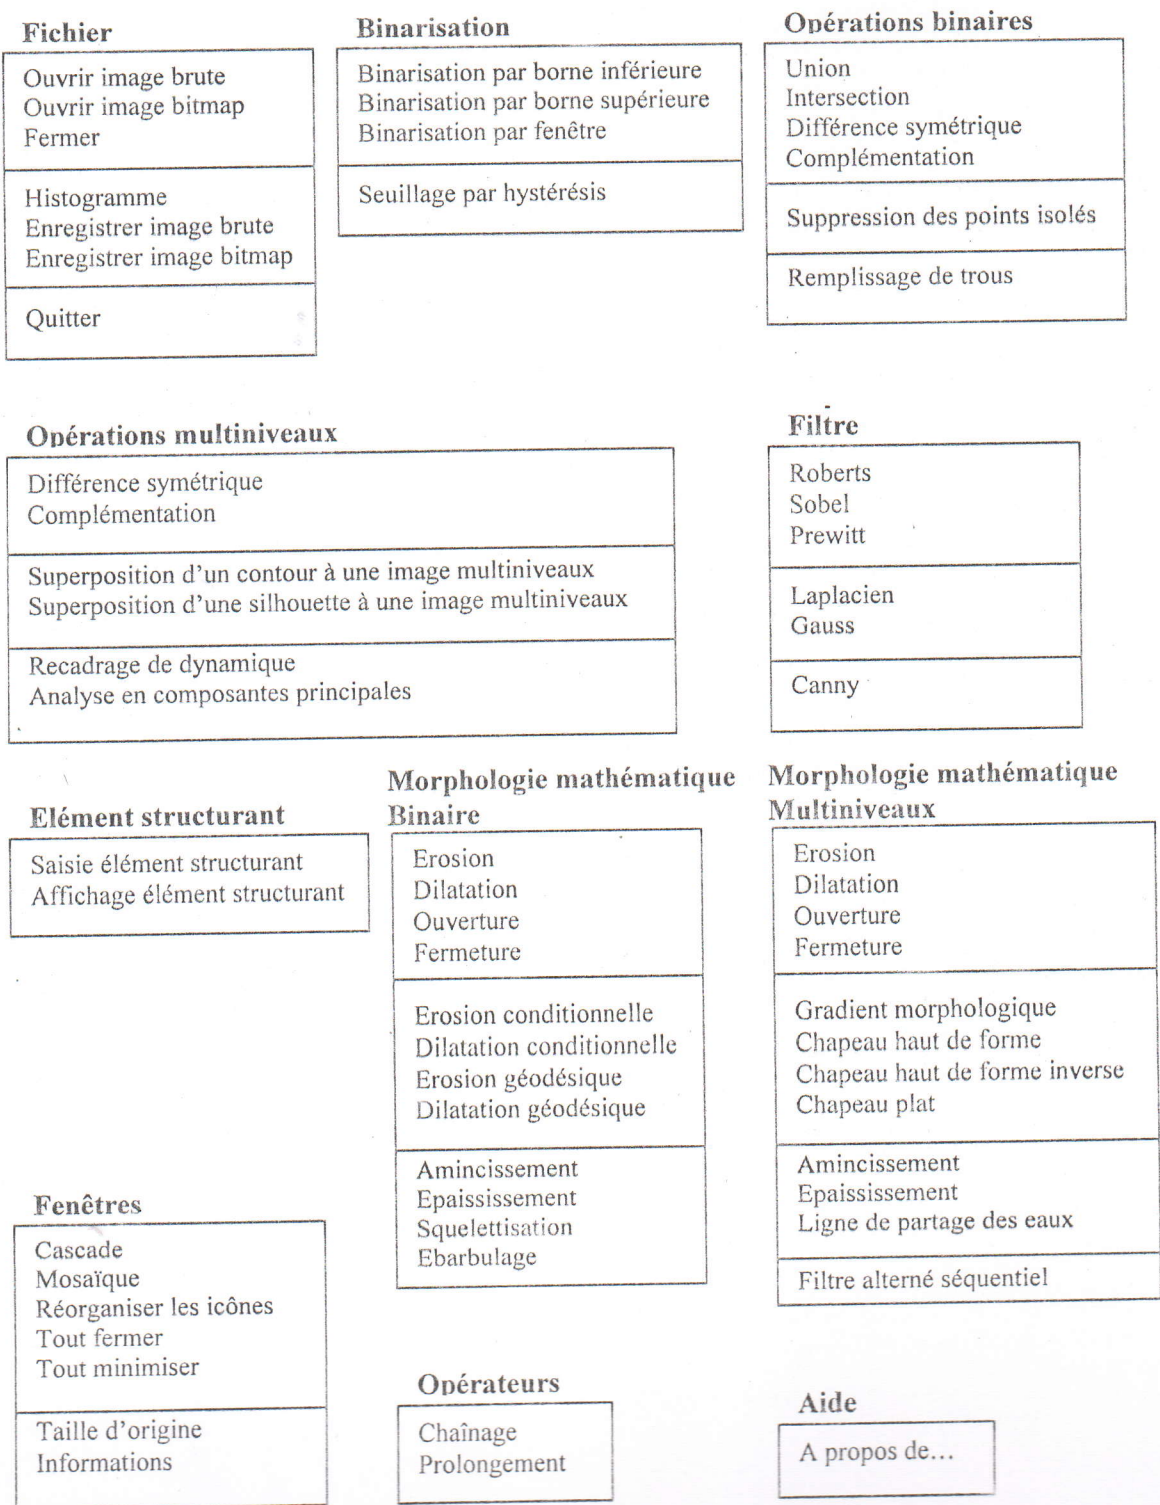 Fichier
Ouvrir image brute
Ouvrir image bitmap
Fermer
Histogramme
Enregistrer image brute
Enregistrer image bitmap
Quitter
Binarisation
Binarisation par borne inférieure
Binarisation par borne supérieure
Binarisation par fenêtre
Seuillage par hystérésis
Opérations binaires
Union
Intersection
Différence symétrique
Complémentation
Suppression des points isolés
Remplissage de trous
Opérations multiniveaux
Différence symétrique
Complémentation
Superposition d'un contour à une image multiniveaux
Superposition d'une silhouette à une image multiniveaux
Recadrage de dynamique
Analyse en composantes principales
Filtre
Roberts
Sobel
Prewitt
Laplacien
Gauss
Canny
Elément structurant
Saisie élément structurant
Affichage élément structurant
Morphologie mathématique
Binaire
Erosion
Dilatation
Ouverture
Fermeture
Erosion conditionnelle
Dilatation conditionnelle
Erosion géodésique
Dilatation géodésique
Amincissement
Epaississement
Squelettisation
Ebarbulage
Morphologie mathématique
Multiniveaux
Erosion
Dilatation
Ouverture
Fermeture
Gradient morphologique
Chapeau haut de forme
Chapeau haut de forme inverse
Chapeau plat
Amincissement
Epaississement
Ligne de partage des eaux
Filtre alterné séquentiel
Fenêtres
Cascade
Mosaïque
Réorganiser les icônes
Tout fermer
Tout minimiser
Taille d'origine
Informations
Opérateurs
Chaînage
Prolongement
Aide
A propos de...